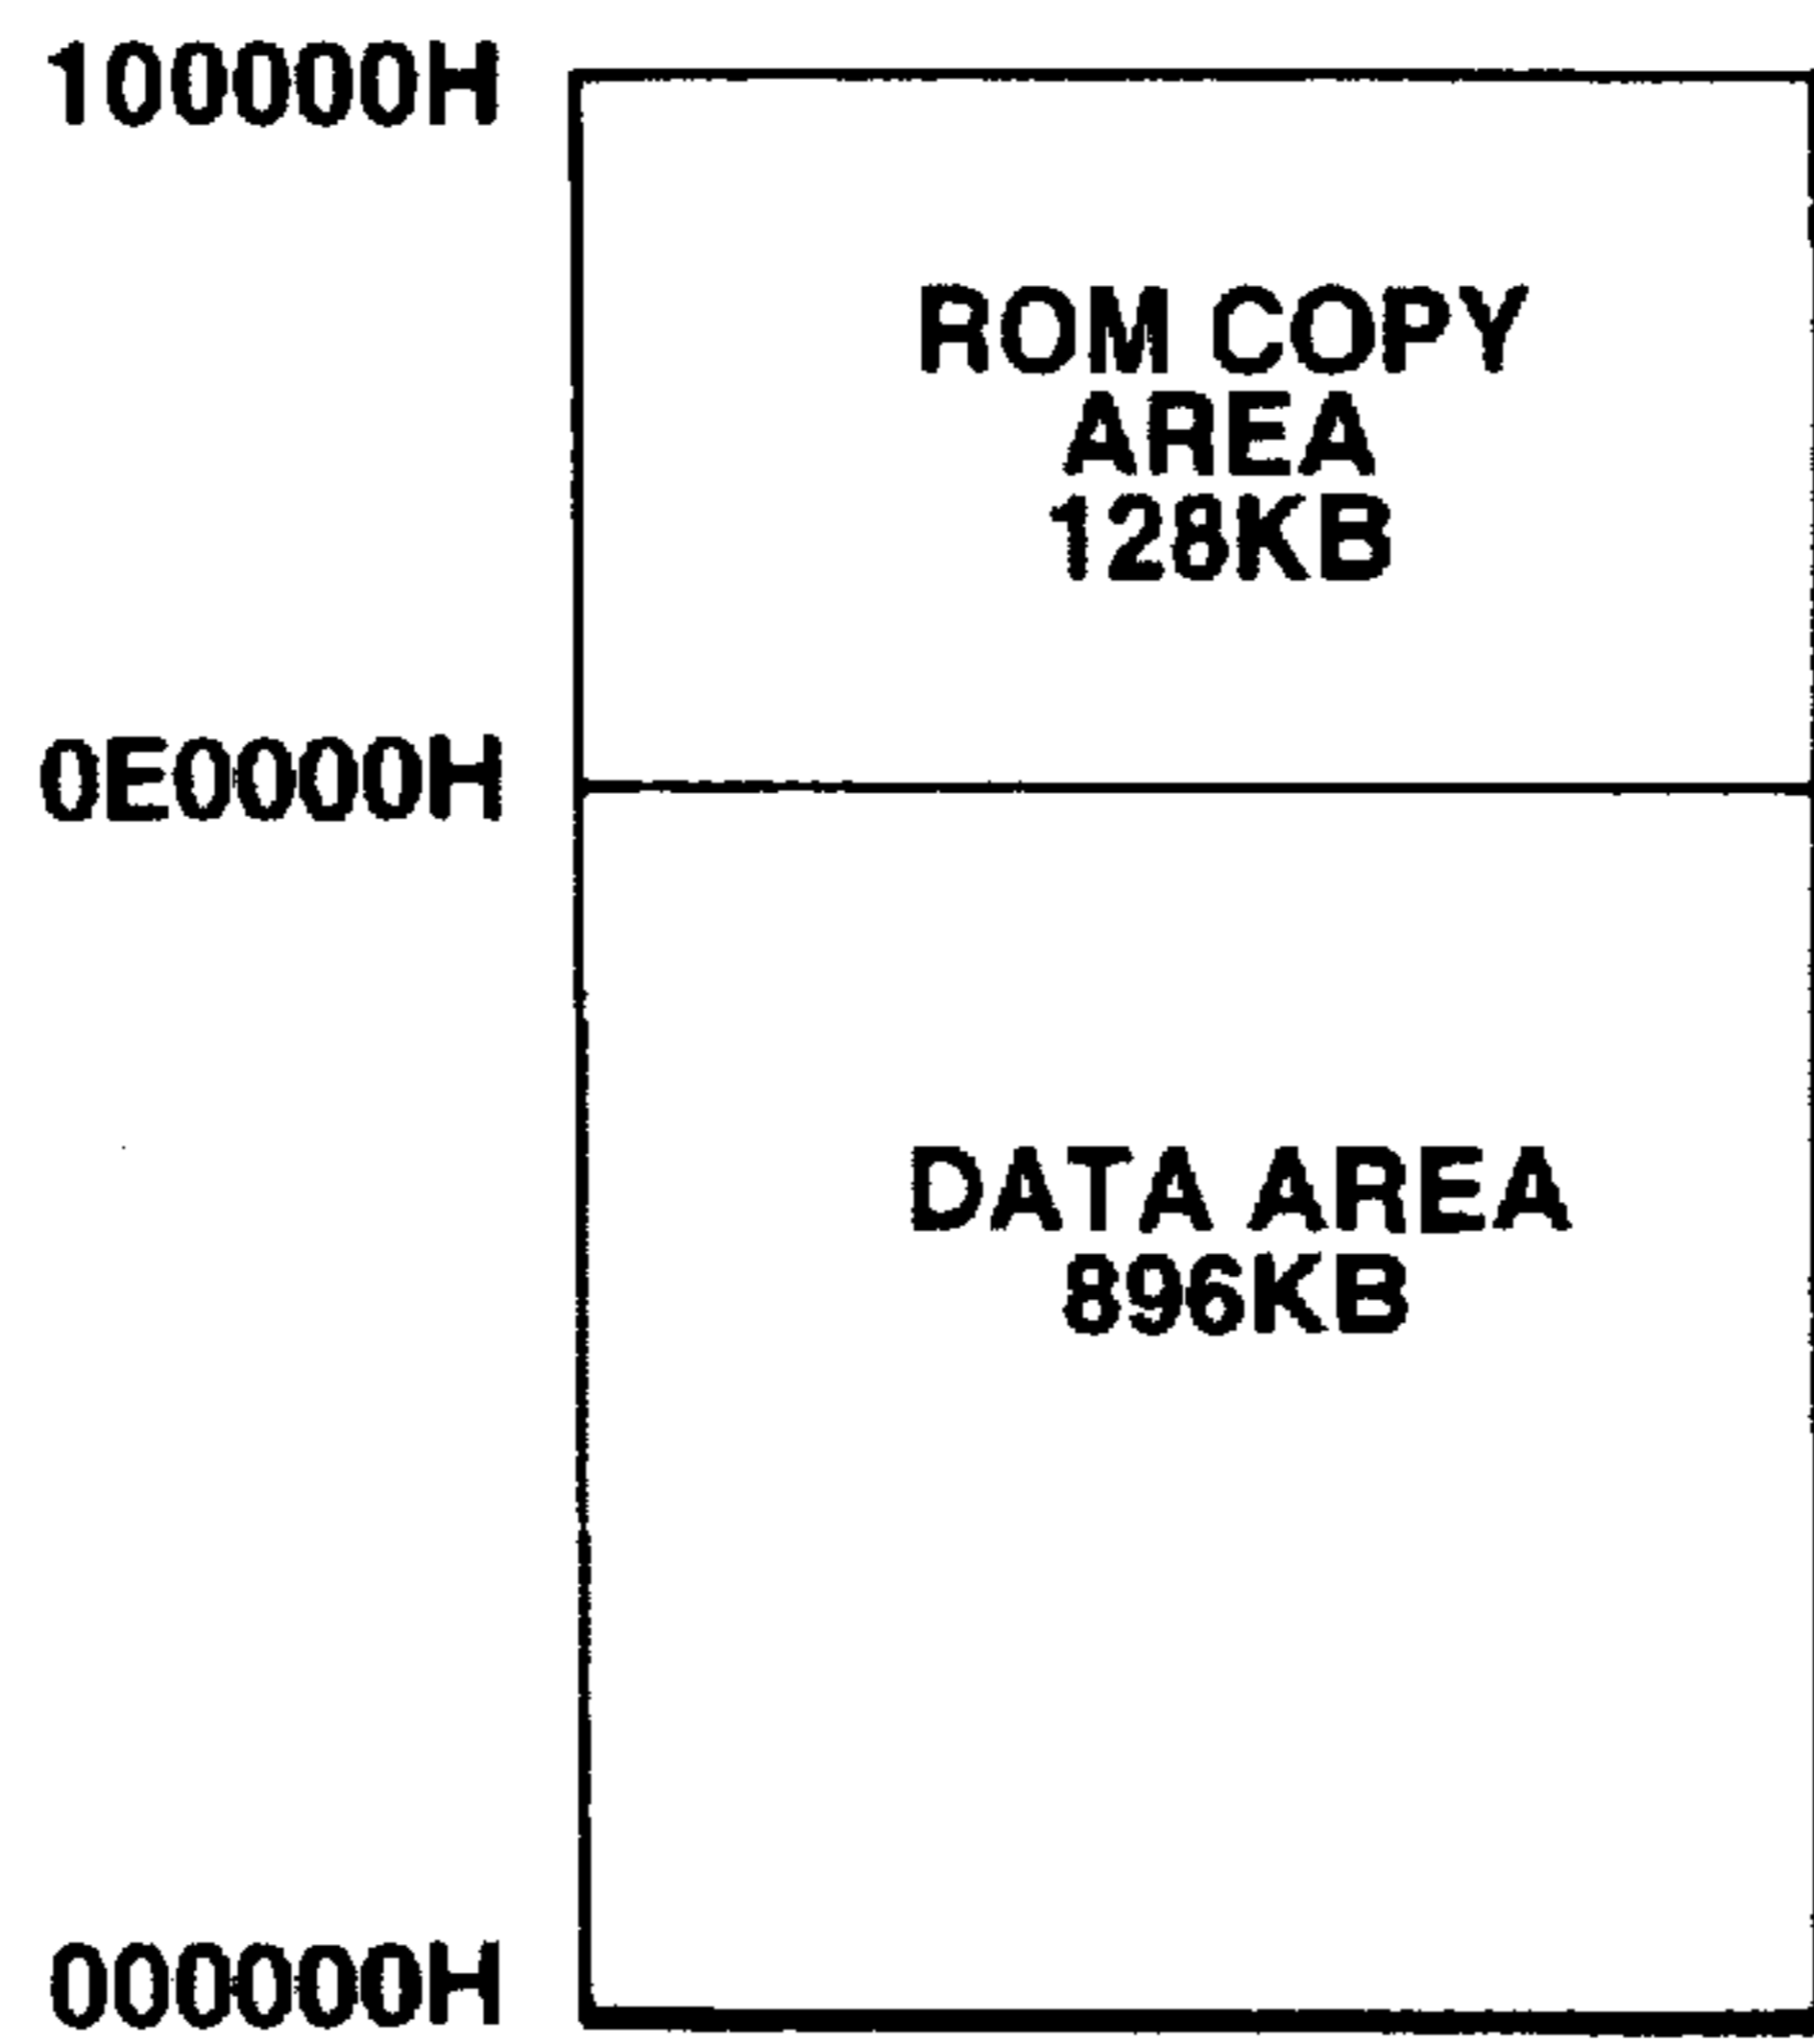 100000H
ROM COPY
AREA
128KB
0E0000H
DATA AREA
896KB
000000H